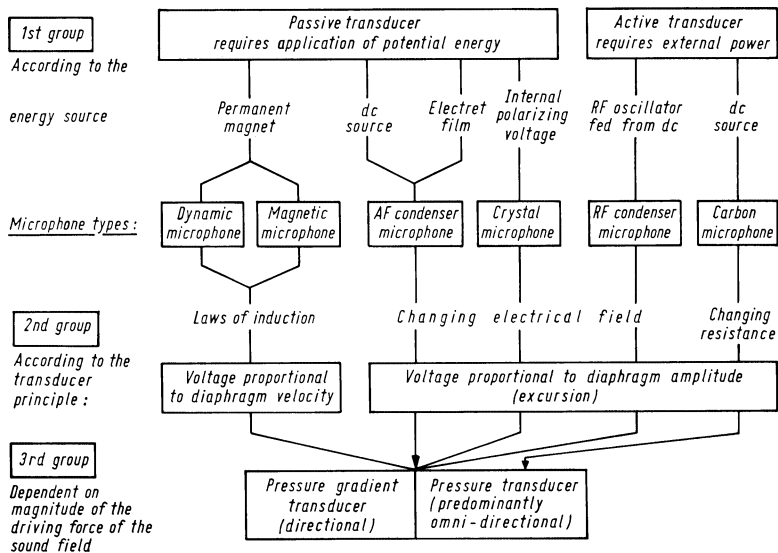 1st group
According to the
energy source
Passive transducer
requires application of potential energy
Active transducer
requires external power
Permanent
magnet
dc
source
Electret
film
Internal
polarizing
voltage
RF oscillator
fed from dc
dc
source
Microphone types:
Dynamic
microphone
Magnetic
microphone
AF condenser
microphone
Crystal
microphone
RF condenser
microphone
Carbon
microphone
2nd group
According to the
transducer
principle:
Laws of induction
Changing electrical field
Changing
resistance
Voltage proportional
to diaphragm velocity
Voltage proportional to diaphragm amplitude
(excursion)
3rd group
Dependent on
magnitude of the
driving force of the
sound field
Pressure gradient
transducer
(directional)
Pressure transducer
(predominantly
omni-directional)